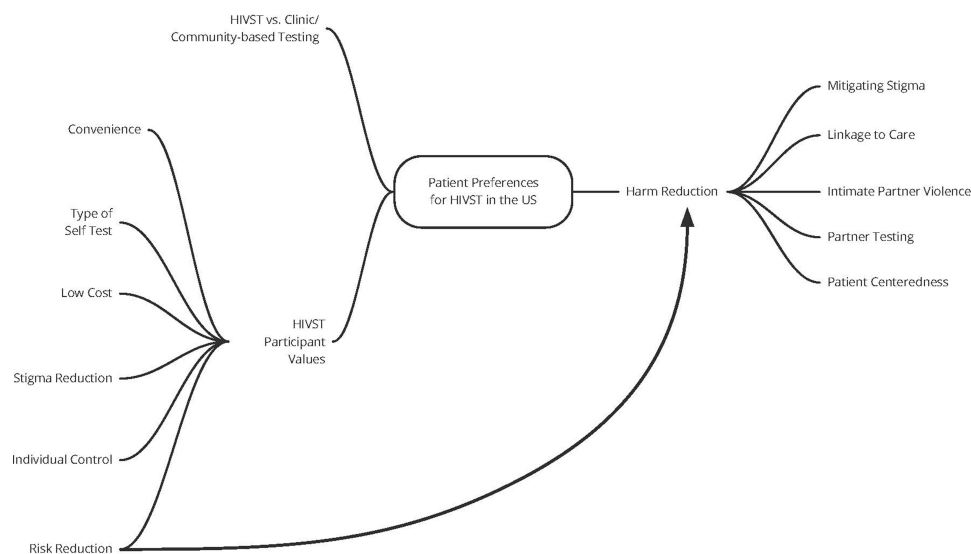 HIVST vs. Clinic/
Community-based Testing
Convenience
Type of
Self Test
Low Cost
Stigma Reduction
Individual Control
Risk Reduction
HIVST
Participant
Values
Patient Preferences
for HIVST in the US
Harm Reduction
Mitigating Stigma
Linkage to Care
Intimate Partner Violence
Partner Testing
Patient Centeredness